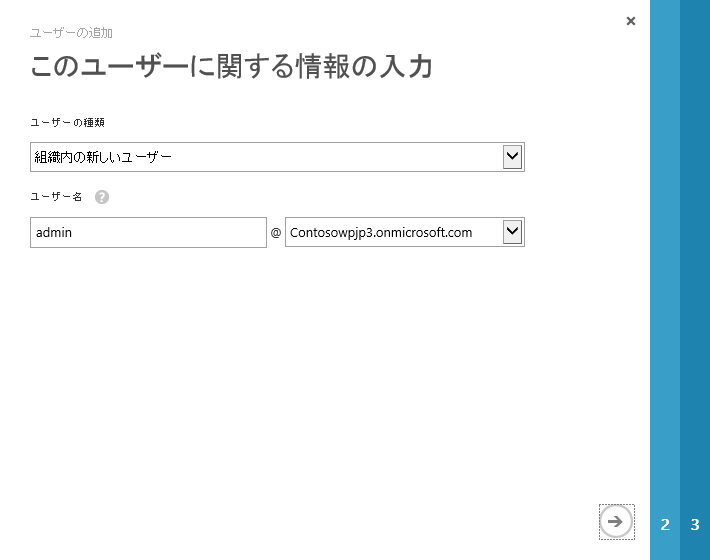 ユーザーの追加
×
このユーザーに関する情報の入力
ユーザーの種類
組織内の新しいユーザー
ユーザー名 ?
admin @ Contosowpjp3.onmicrosoft.com
2 3